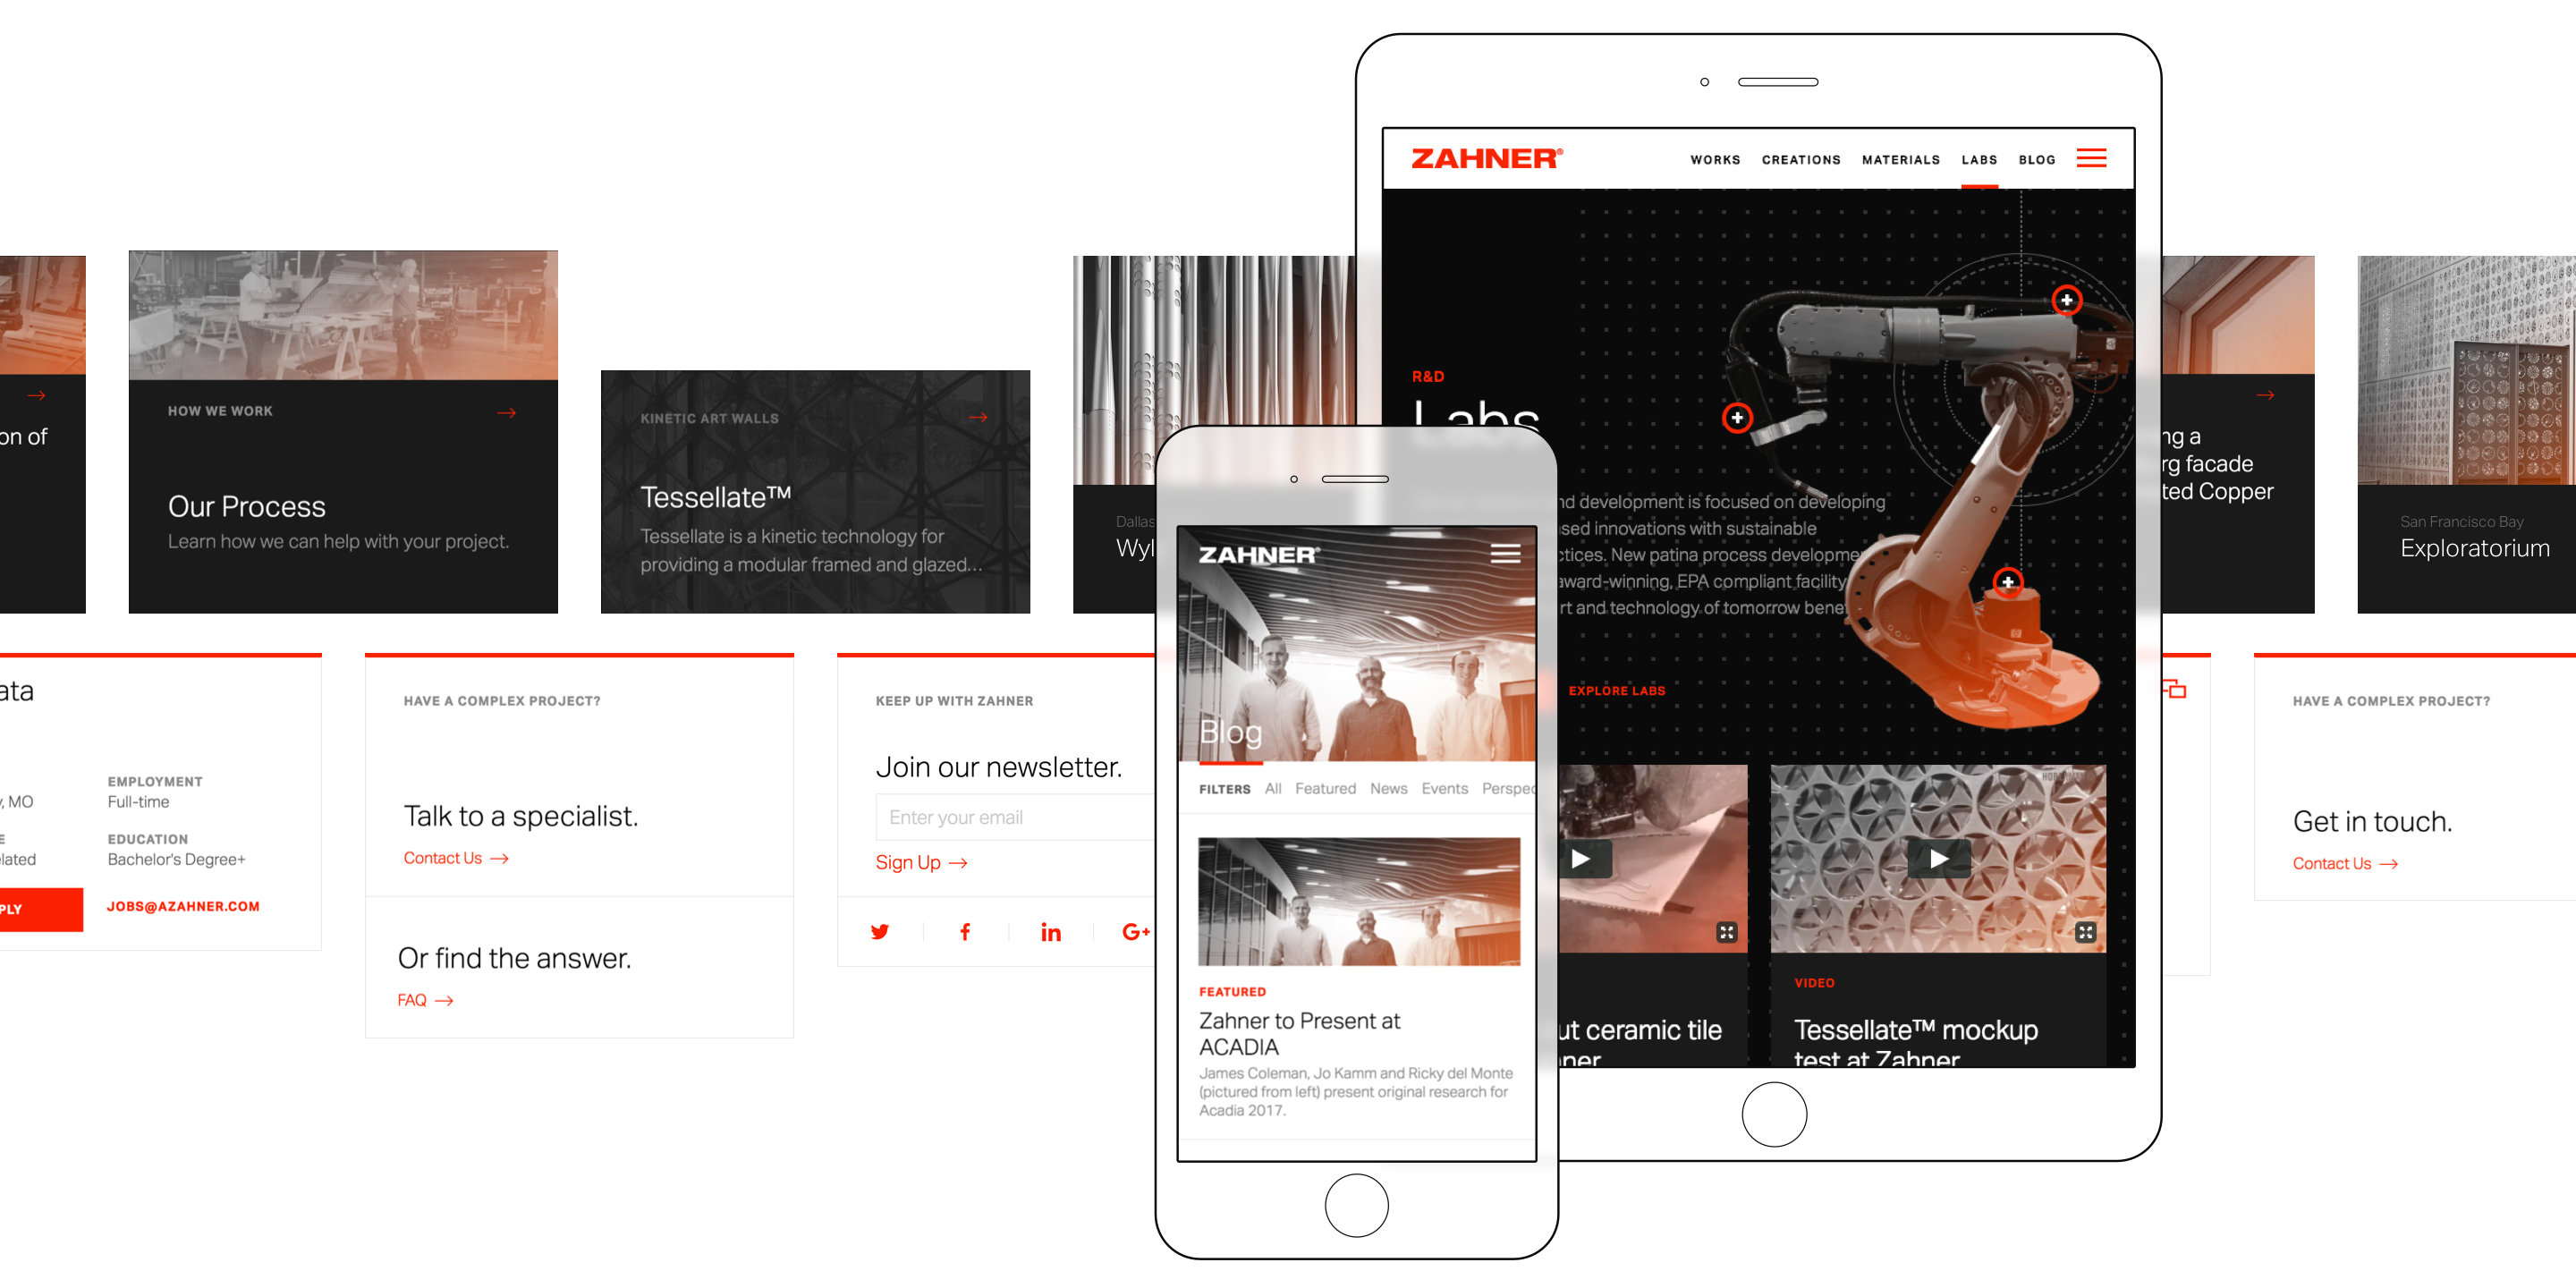 on of
HOW WE WORK
Our Process
Learn how we can help with your project.
KINETIC ART WALLS
Tessellate™
Tessellate is a kinetic technology for
providing a modular framed and glazed...
Dallas
Wyl
ZAHNER®
WORKS CREATIONS MATERIALS LABS BLOG
R&D
Labs
nd development is focused on developing
sed innovations with sustainable
ctices. New patina process developme
award-winning, EPA compliant facility
rt and technology of tomorrow bene
EXPLORE LABS
ut ceramic tile
ner
VIDEO
Tessellate™ mockup
test at Zahner
ng a
rg facade
ted Copper
San Francisco Bay
Exploratorium
ata
, MO
E
elated
PLY
EMPLOYMENT
Full-time
EDUCATION
Bachelor's Degree+
JOBS@AZAHNER.COM
HAVE A COMPLEX PROJECT?
Talk to a specialist.
Contact Us →
Or find the answer.
FAQ →
KEEP UP WITH ZAHNER
Join our newsletter.
Enter your email
Sign Up →
G+
ZAHNER®
Blog
FILTERS All Featured News Events Perspec
FEATURED
Zahner to Present at
ACADIA
James Coleman, Jo Kamm and Ricky del Monte
(pictured from left) present original research for
Acadia 2017.
HAVE A COMPLEX PROJECT?
Get in touch.
Contact Us →